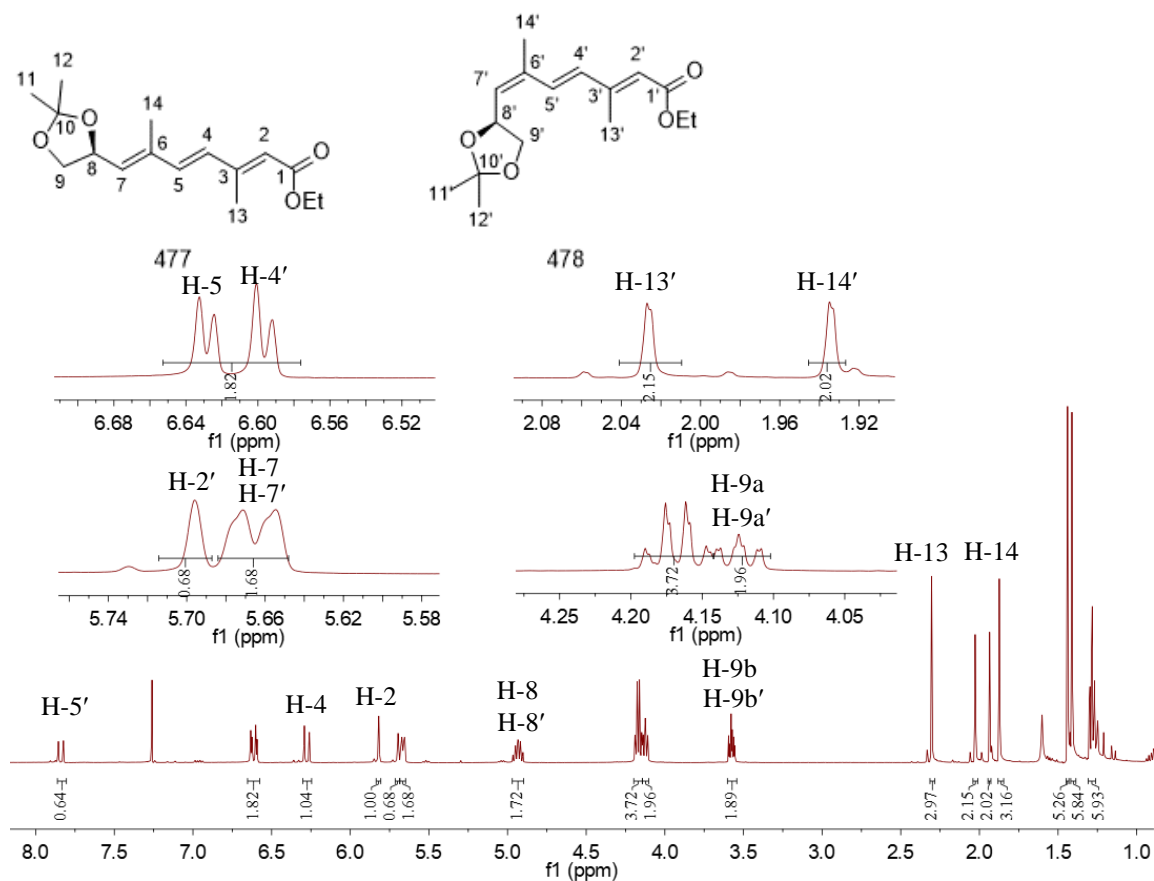 12
11
O
10
14
O
O
9
8
7
6
5
4
3
2
1
13
O
OEt
477
14'
6'
4'
2'
O
7'
5'
3'
1'
8'
9'
O
OEt
13'
10'
O
11'
12'
478
H-5
H-4′
1.82
6.68
6.64
6.60
6.56
6.52
f1 (ppm)
H-13′
H-14′
2.15
2.02
2.08
2.04
2.00
1.96
1.92
f1 (ppm)
H-2′
H-7
H-7′
0.68
1.68
5.74
5.70
5.66
5.62
5.58
f1 (ppm)
H-9a
H-9a′
3.72
1.96
4.25
4.20
4.15
4.10
4.05
f1 (ppm)
H-13
H-14
H-5′
H-4
H-2
H-8
H-8′
H-9b
H-9b′
0.64
1.82
1.04
1.00
0.68
1.68
1.72
3.72
1.96
1.89
2.97
2.15
2.02
3.16
5.26
5.84
5.93
8.0
7.5
7.0
6.5
6.0
5.5
5.0
4.5
4.0
3.5
3.0
2.5
2.0
1.5
1.0
f1 (ppm)